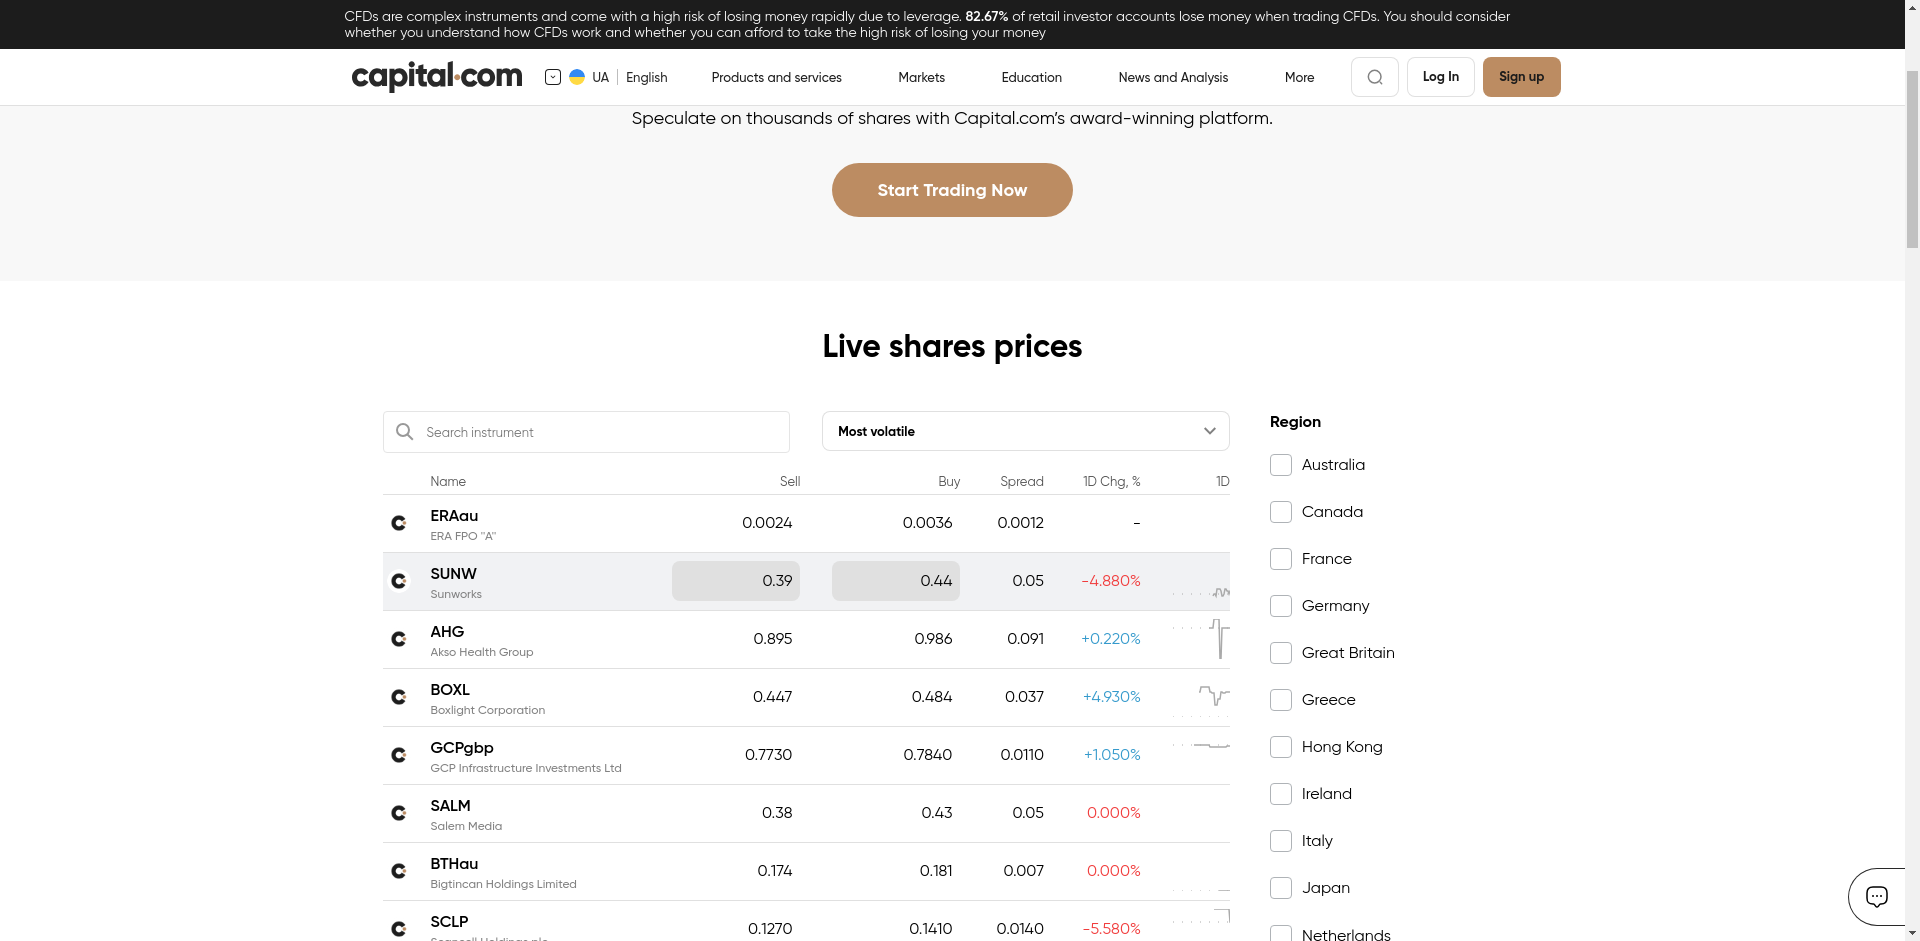 CFDs are complex instruments and come with a high risk of losing money rapidly due to leverage. 82.67% of retail investor accounts lose money when trading CFDs. You should consider
whether you understand how CFDs work and whether you can afford to take the high risk of losing your money
capital.com UA English Products and services Markets Education News and Analysis More Log In Sign up
Speculate on thousands of shares with Capital.com’s award-winning platform.
Start Trading Now
Live shares prices
Search instrument
Most volatile
Name Sell Buy Spread 1D Chg, % 1D
ERAau 0.0024 0.0036 0.0012 -
ERA FPO "A"
SUNW 0.39 0.44 0.05 -4.880%
Sunworks
AHG 0.895 0.986 0.091 +0.220%
Akso Health Group
BOXL 0.447 0.484 0.037 +4.930%
Boxlight Corporation
GCPgbp 0.7730 0.7840 0.0110 +1.050%
GCP Infrastructure Investments Ltd
SALM 0.38 0.43 0.05 0.000%
Salem Media
BTHau 0.174 0.181 0.007 0.000%
Bigtincan Holdings Limited
SCLP 0.1270 0.1410 0.0140 -5.580%
Region
Australia
Canada
France
Germany
Great Britain
Greece
Hong Kong
Ireland
Italy
Japan
Netherlands